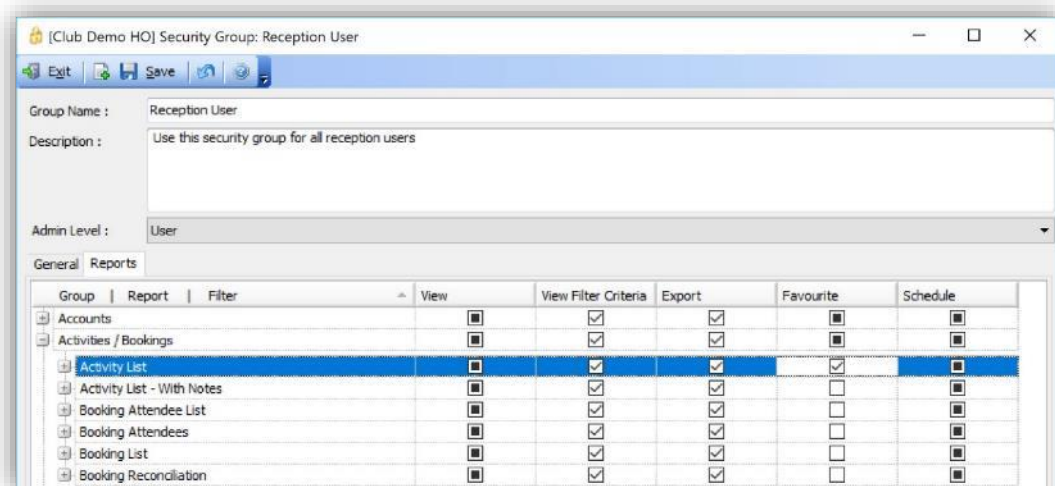 [Club Demo HO] Security Group: Reception User
Exit Save
Group Name : Reception User
Description : Use this security group for all reception users
Admin Level : User
General Reports
Group | Report | Filter View View Filter Criteria Export Favourite Schedule
Accounts
Activities / Bookings
Activity List
Activity List - With Notes
Booking Attendee List
Booking Attendees
Booking List
Booking Reconciliation